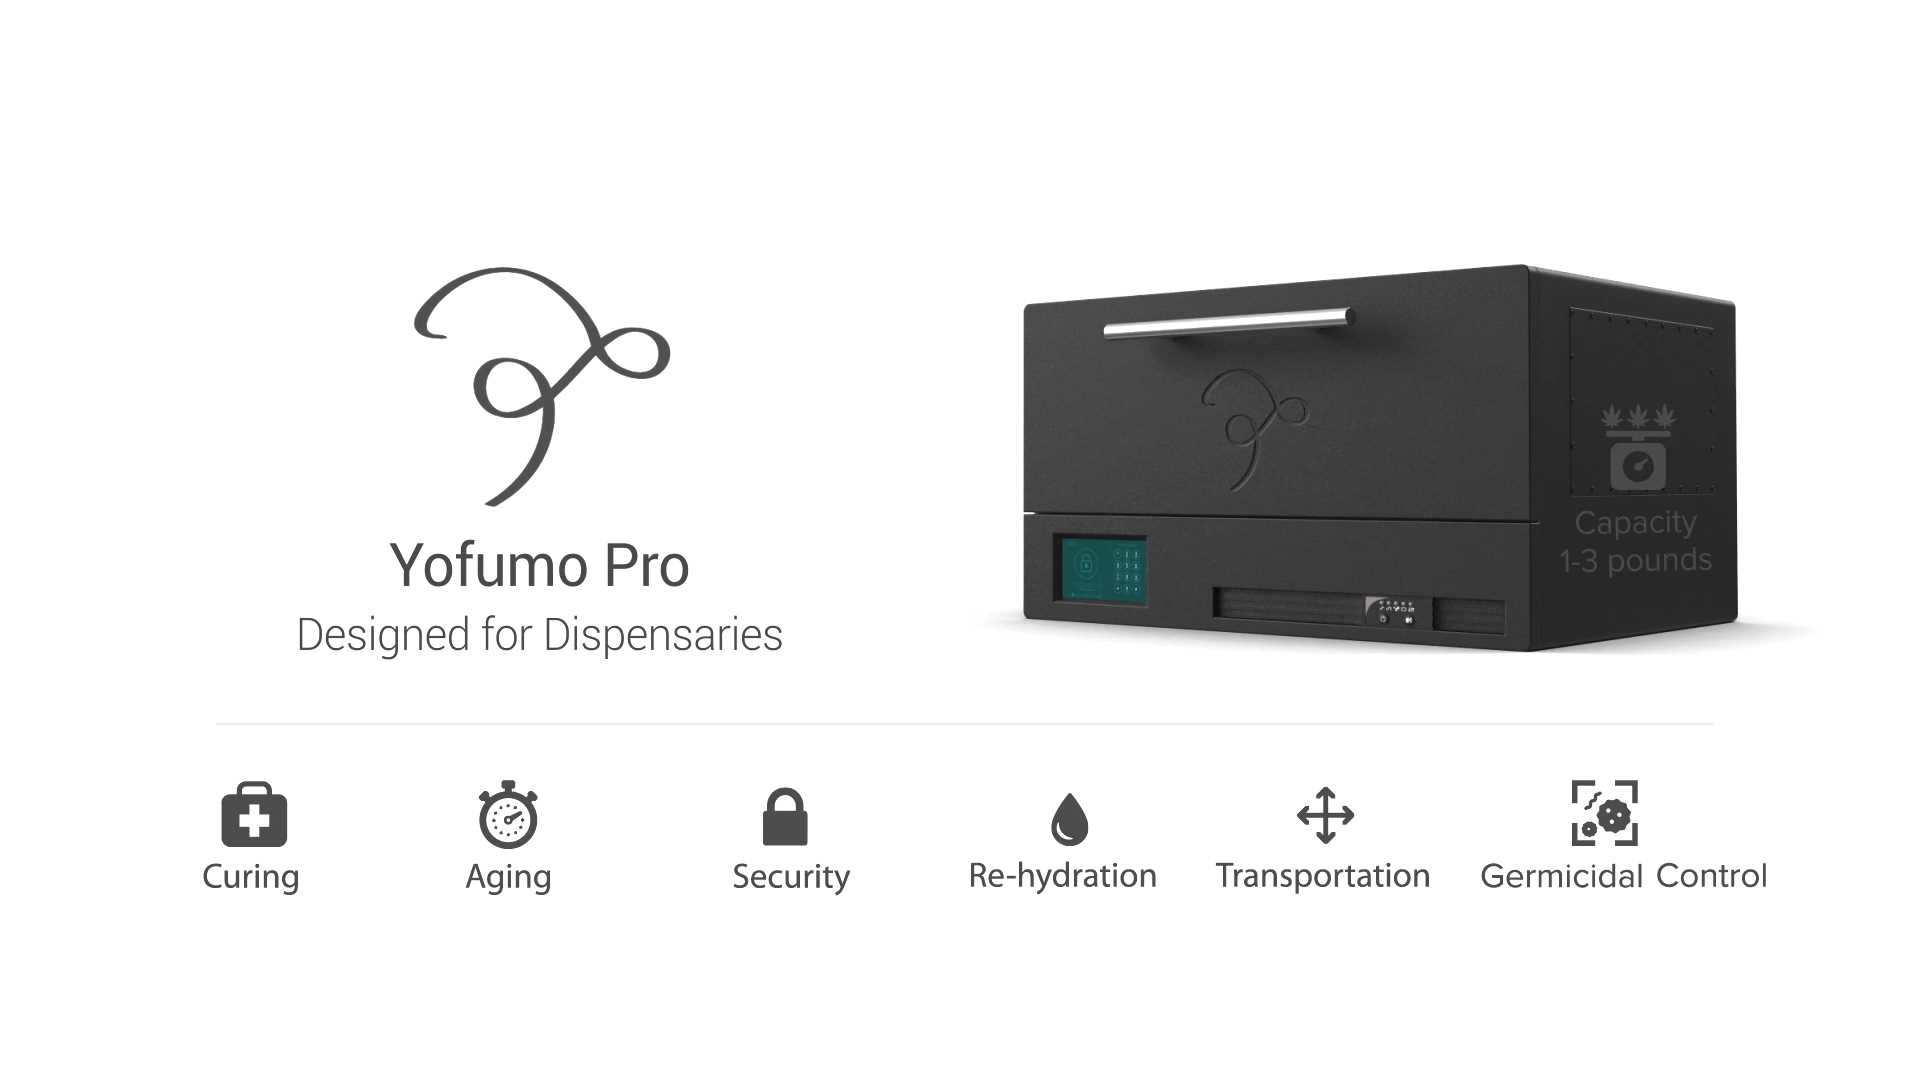 Yofumo Pro
Designed for Dispensaries
Capacity
1-3 pounds
Curing
Aging
Security
Re-hydration
Transportation
Germicidal Control